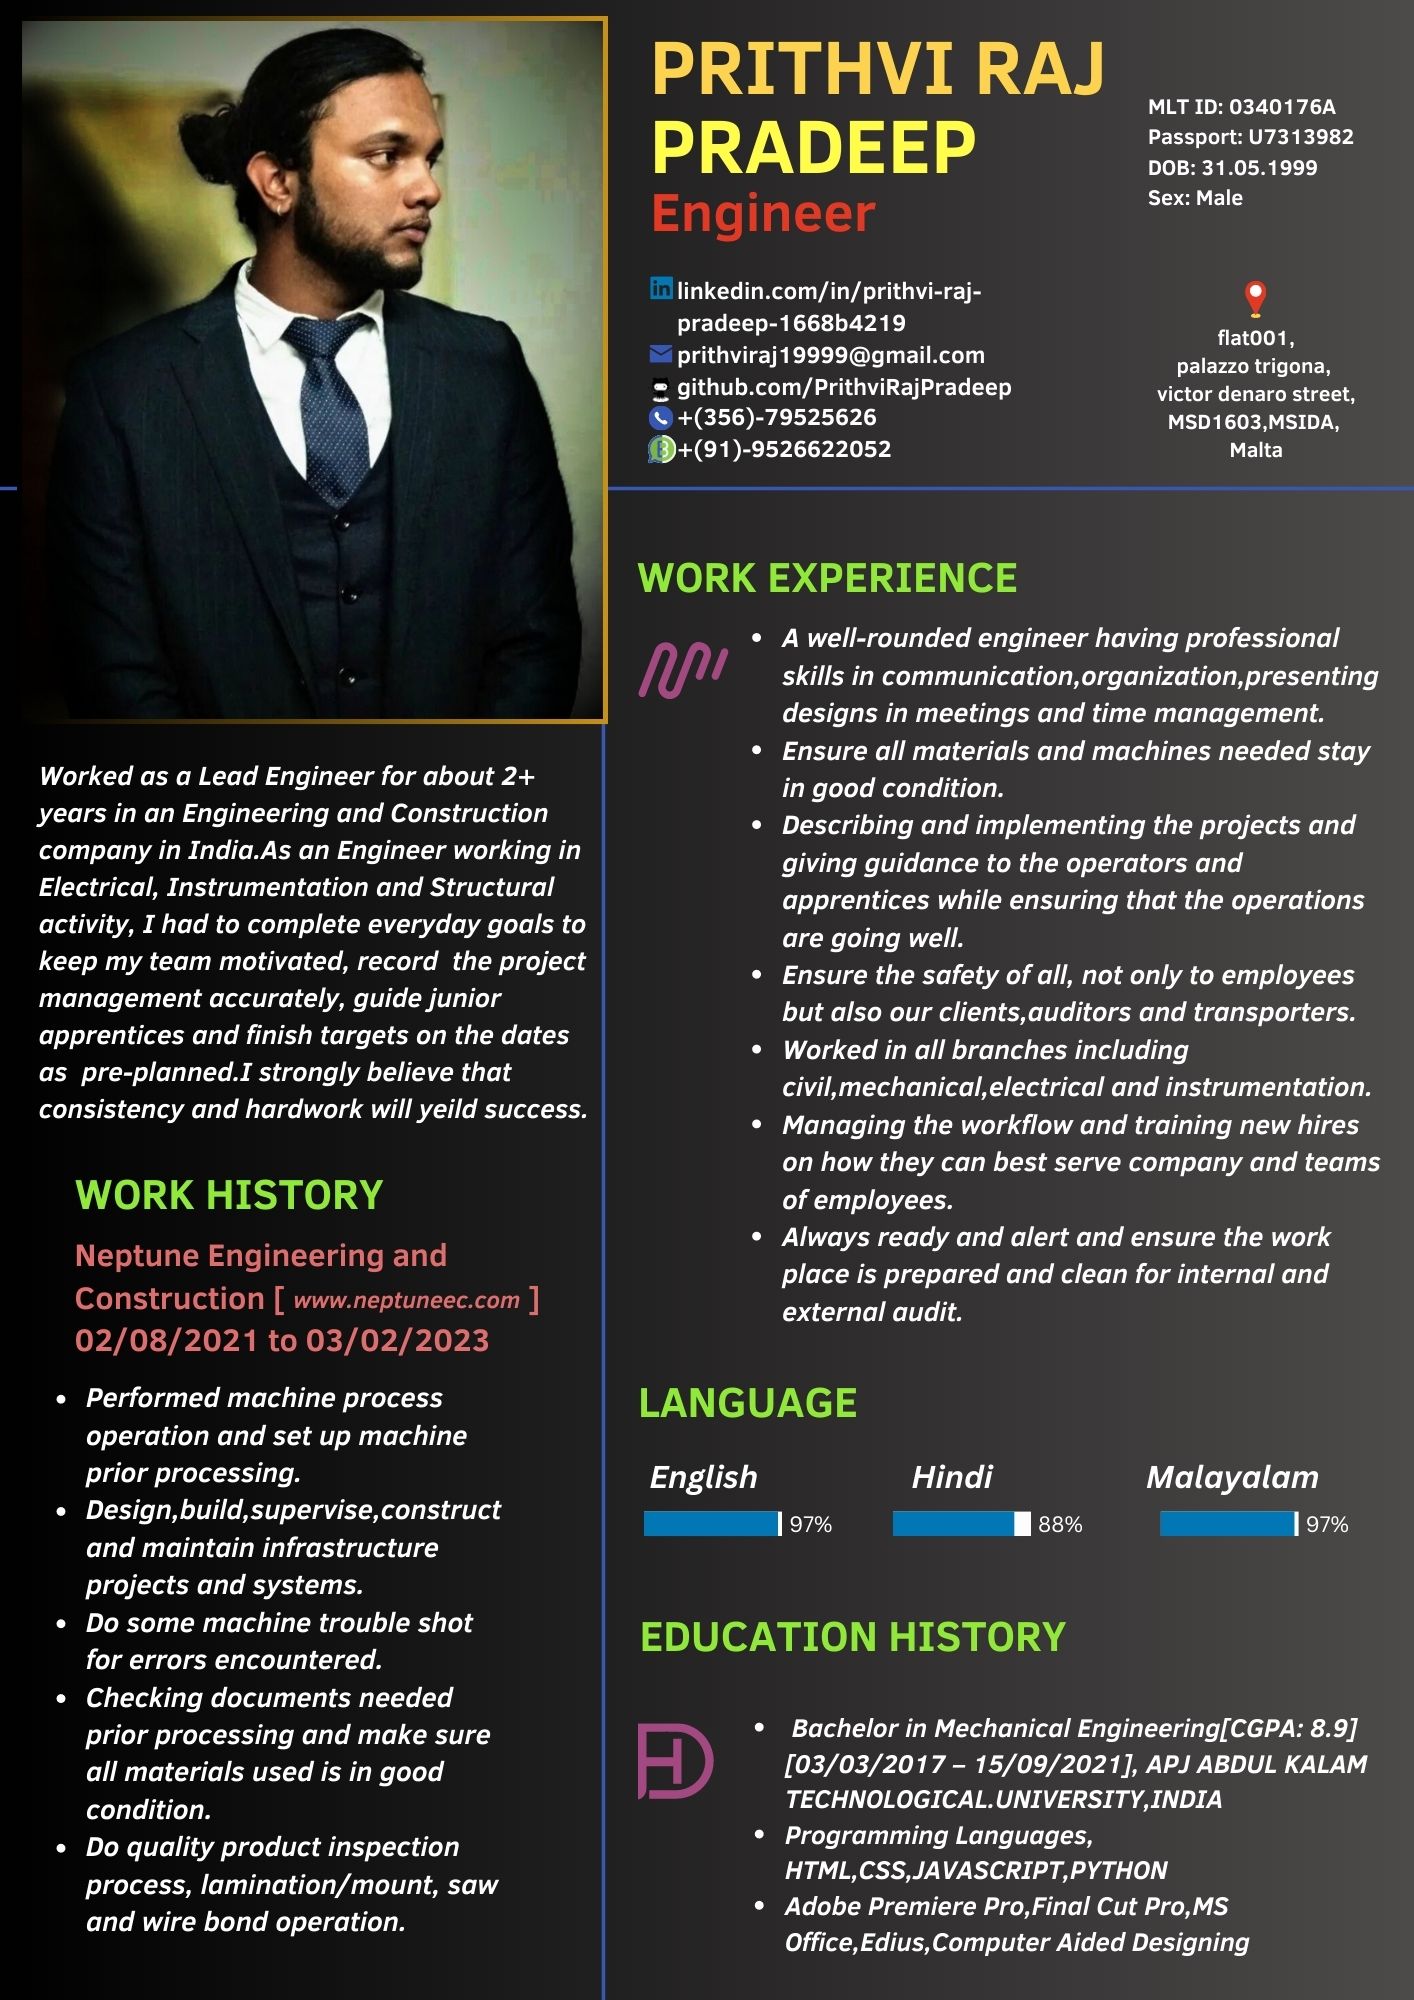 PRITHVI RAJ
PRADEEP
Engineer
MLT ID: 0340176A
Passport: U7313982
DOB: 31.05.1999
Sex: Male
linkedin.com/in/prithvi-raj-
pradeep-1668b4219
prithviraj19999@gmail.com
github.com/PrithviRajPradeep
+(356)-79525626
+(91)-9526622052
flat001,
palazzo trigona,
victor denaro street,
MSD1603,MSIDA,
Malta
Worked as a Lead Engineer for about 2+
years in an Engineering and Construction
company in India.As an Engineer working in
Electrical, Instrumentation and Structural
activity, I had to complete everyday goals to
keep my team motivated, record  the project
management accurately, guide junior
apprentices and finish targets on the dates
as  pre-planned.I strongly believe that
consistency and hardwork will yeild success.
WORK HISTORY
Neptune Engineering and
Construction [ www.neptuneec.com ]
02/08/2021 to 03/02/2023
• Performed machine process
operation and set up machine
prior processing.
• Design,build,supervise,construct
and maintain infrastructure
projects and systems.
• Do some machine trouble shot
for errors encountered.
• Checking documents needed
prior processing and make sure
all materials used is in good
condition.
• Do quality product inspection
process, lamination/mount, saw
and wire bond operation.
WORK EXPERIENCE
• A well-rounded engineer having professional
skills in communication,organization,presenting
designs in meetings and time management.
• Ensure all materials and machines needed stay
in good condition.
• Describing and implementing the projects and
giving guidance to the operators and
apprentices while ensuring that the operations
are going well.
• Ensure the safety of all, not only to employees
but also our clients,auditors and transporters.
• Worked in all branches including
civil,mechanical,electrical and instrumentation.
• Managing the workflow and training new hires
on how they can best serve company and teams
of employees.
• Always ready and alert and ensure the work
place is prepared and clean for internal and
external audit.
LANGUAGE
English Hindi Malayalam
97% 88% 97%
EDUCATION HISTORY
• Bachelor in Mechanical Engineering[CGPA: 8.9]
[03/03/2017 – 15/09/2021], APJ ABDUL KALAM
TECHNOLOGICAL.UNIVERSITY,INDIA
• Programming Languages,
HTML,CSS,JAVASCRIPT,PYTHON
• Adobe Premiere Pro,Final Cut Pro,MS
Office,Edius,Computer Aided Designing